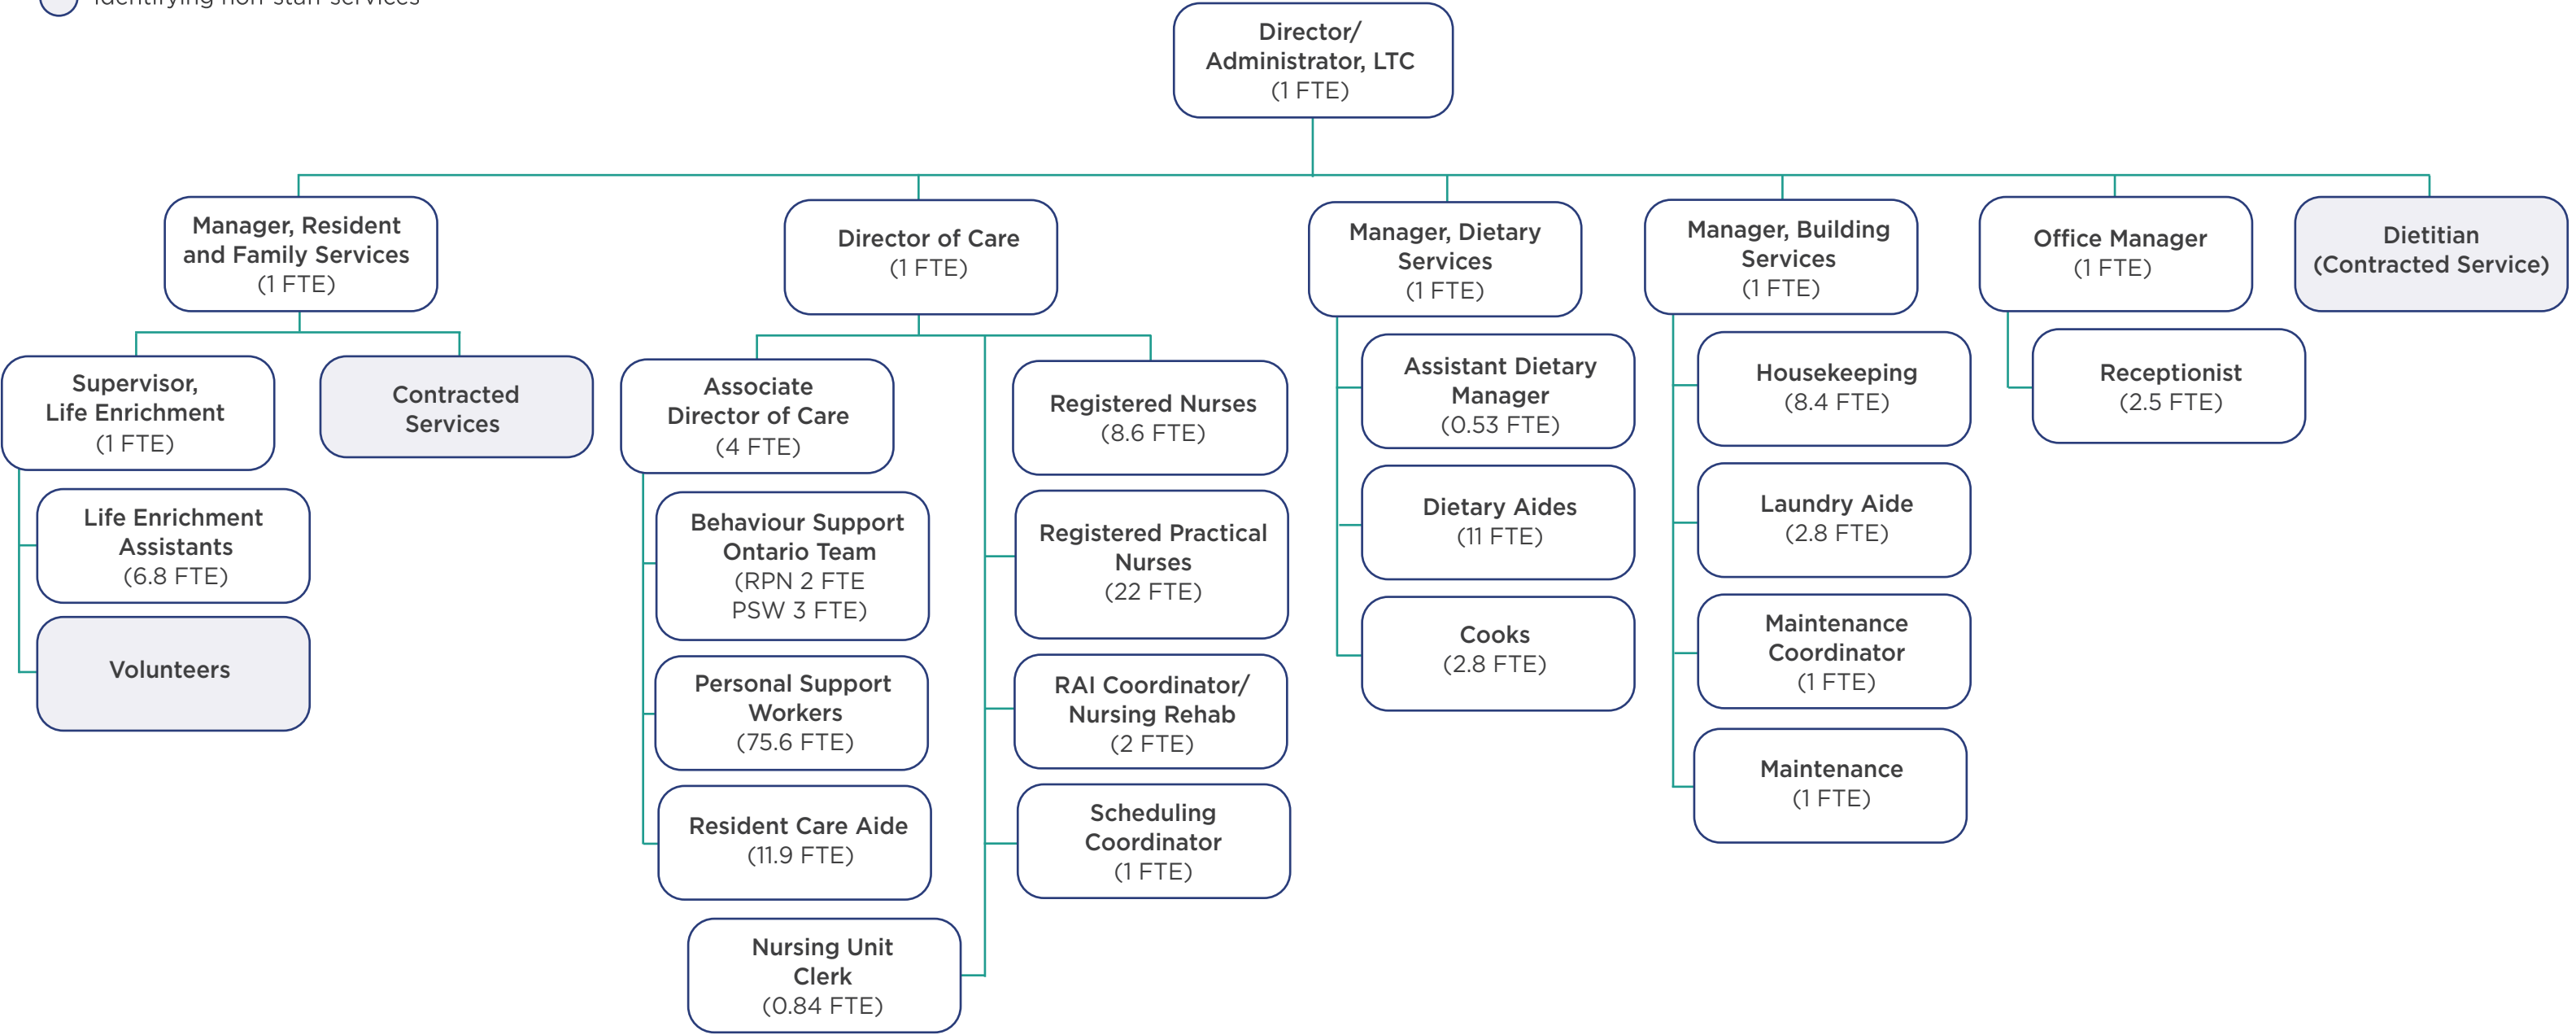 Identifying non-staff services
Director/
Administrator, LTC
(1 FTE)
Manager, Resident
and Family Services
(1 FTE)
Director of Care
(1 FTE)
Manager, Dietary
Services
(1 FTE)
Manager, Building
Services
(1 FTE)
Office Manager
(1 FTE)
Dietitian
(Contracted Service)
Supervisor,
Life Enrichment
(1 FTE)
Contracted
Services
Life Enrichment
Assistants
(6.8 FTE)
Volunteers
Associate
Director of Care
(4 FTE)
Behaviour Support
Ontario Team
(RPN 2 FTE
PSW 3 FTE)
Personal Support
Workers
(75.6 FTE)
Resident Care Aide
(11.9 FTE)
Nursing Unit
Clerk
(0.84 FTE)
Registered Nurses
(8.6 FTE)
Registered Practical
Nurses
(22 FTE)
RAI Coordinator/
Nursing Rehab
(2 FTE)
Scheduling
Coordinator
(1 FTE)
Assistant Dietary
Manager
(0.53 FTE)
Dietary Aides
(11 FTE)
Cooks
(2.8 FTE)
Housekeeping
(8.4 FTE)
Laundry Aide
(2.8 FTE)
Maintenance
Coordinator
(1 FTE)
Maintenance
(1 FTE)
Receptionist
(2.5 FTE)